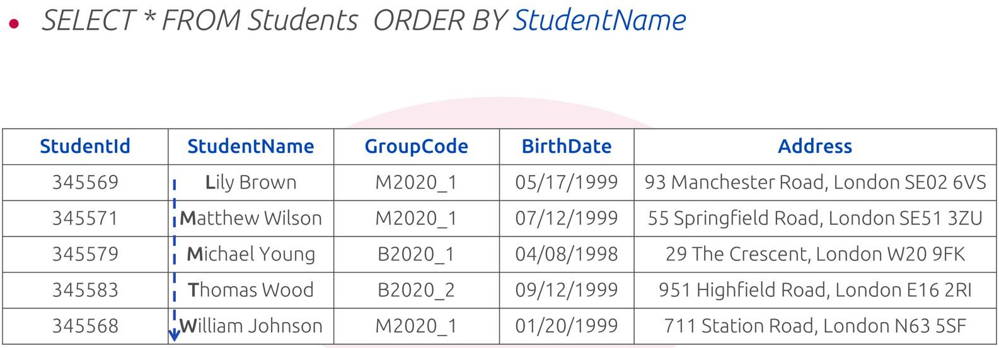 • SELECT * FROM Students ORDER BY StudentName
StudentId StudentName GroupCode BirthDate Address
345569 Lily Brown M2020_1 05/17/1999 93 Manchester Road, London SE02 6VS
345571 Matthew Wilson M2020_1 07/12/1999 55 Springfield Road, London SE51 3ZU
345579 Michael Young B2020_1 04/08/1998 29 The Crescent, London W20 9FK
345583 Thomas Wood B2020_2 09/12/1999 951 Highfield Road, London E16 2RI
345568 William Johnson M2020_1 01/20/1999 711 Station Road, London N63 5SF